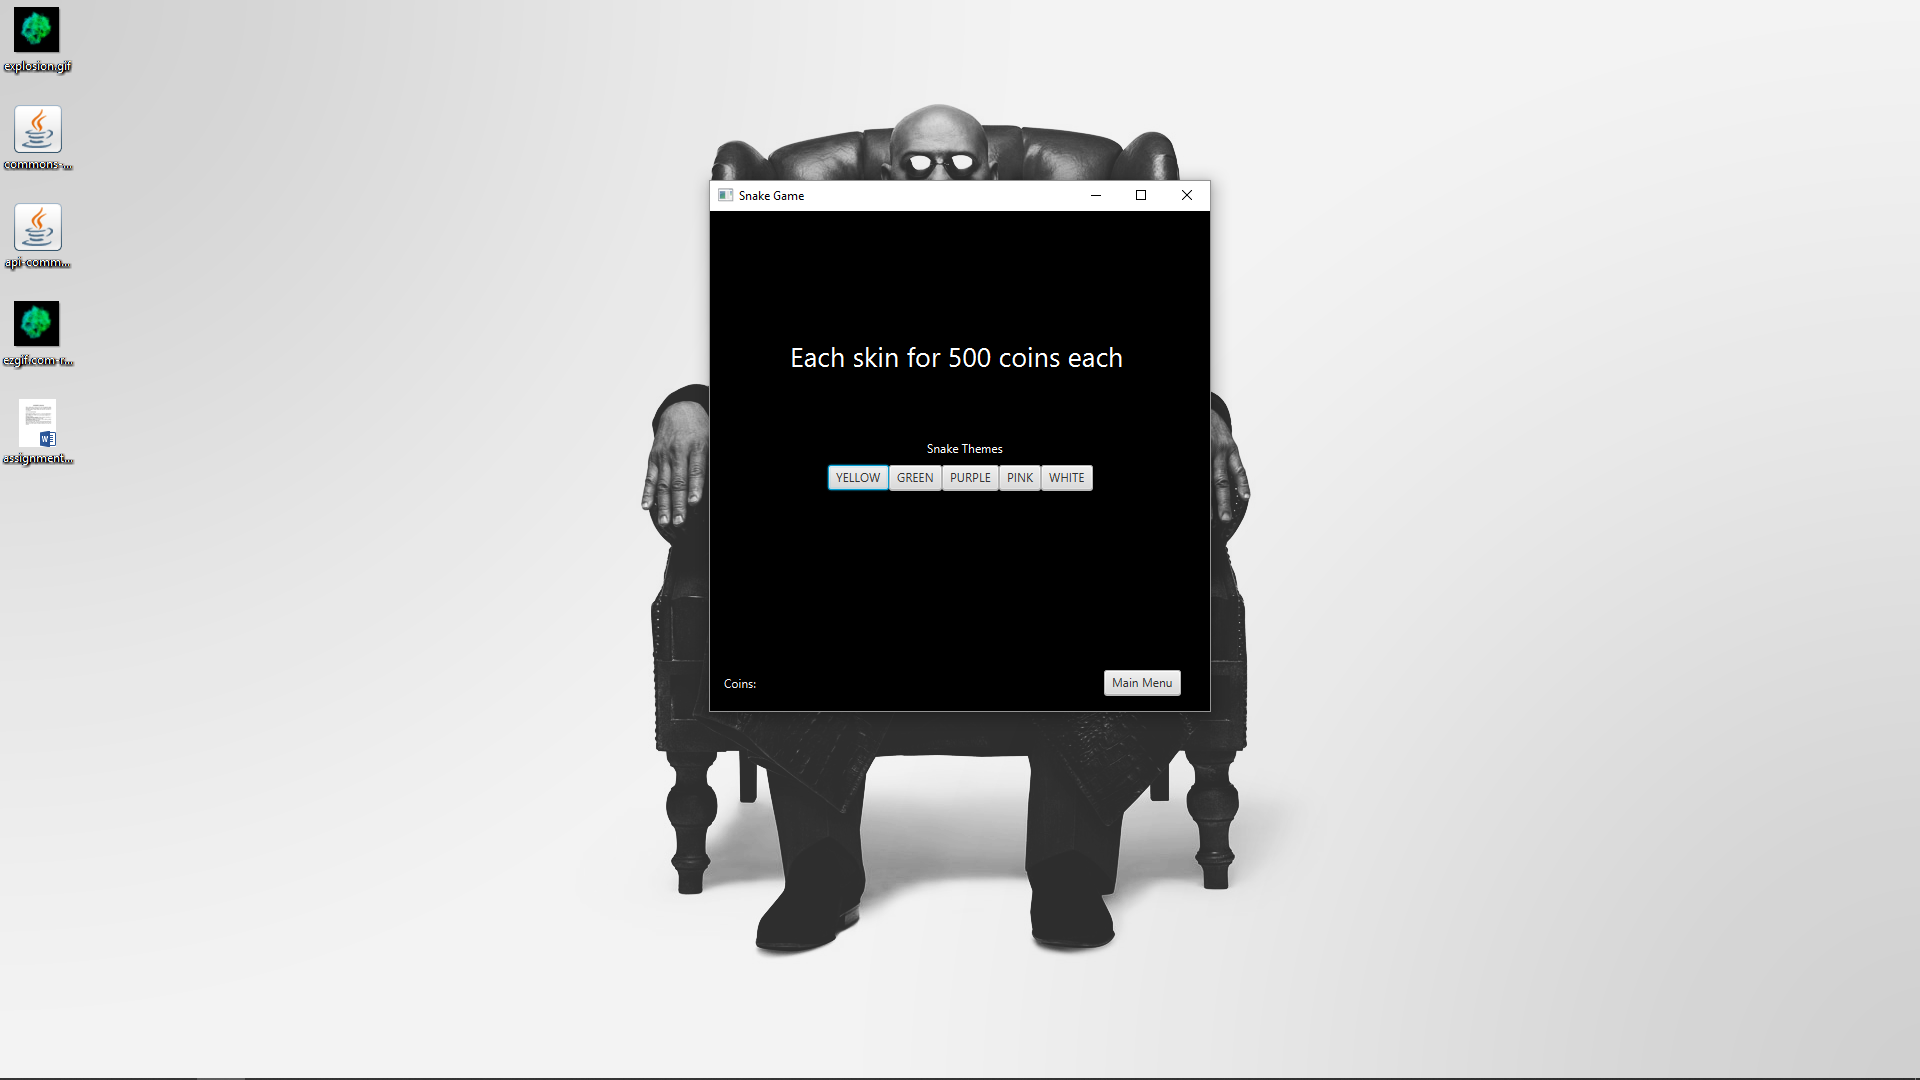 explosion.gif
commons-...
api-comm...
ezgif.com-r...
assignment...
Snake Game
Each skin for 500 coins each
Snake Themes
YELLOW GREEN PURPLE PINK WHITE
Coins:
Main Menu